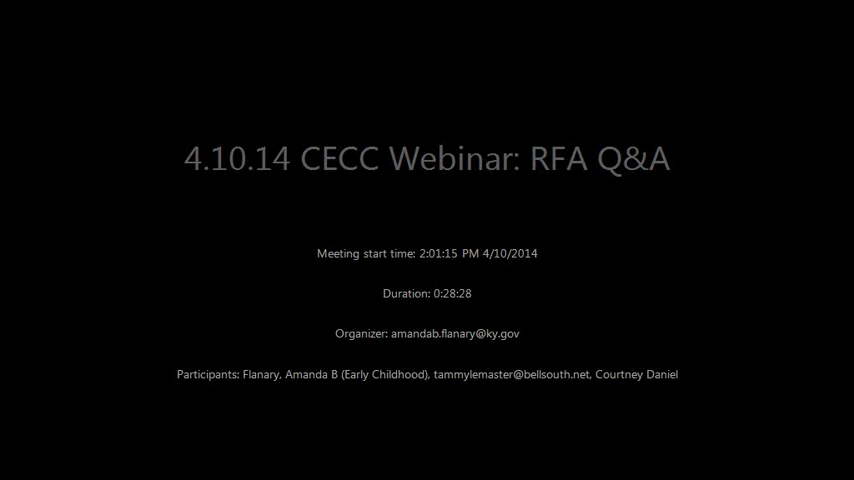 4.10.14 CECC Webinar: RFA Q&A
Meeting start time: 2:01:15 PM 4/10/2014
Duration: 0:28:28
Organizer: amandab.flanary@ky.gov
Participants: Flanary, Amanda B (Early Childhood), tammylemaster@bellsouth.net, Courtney Daniel